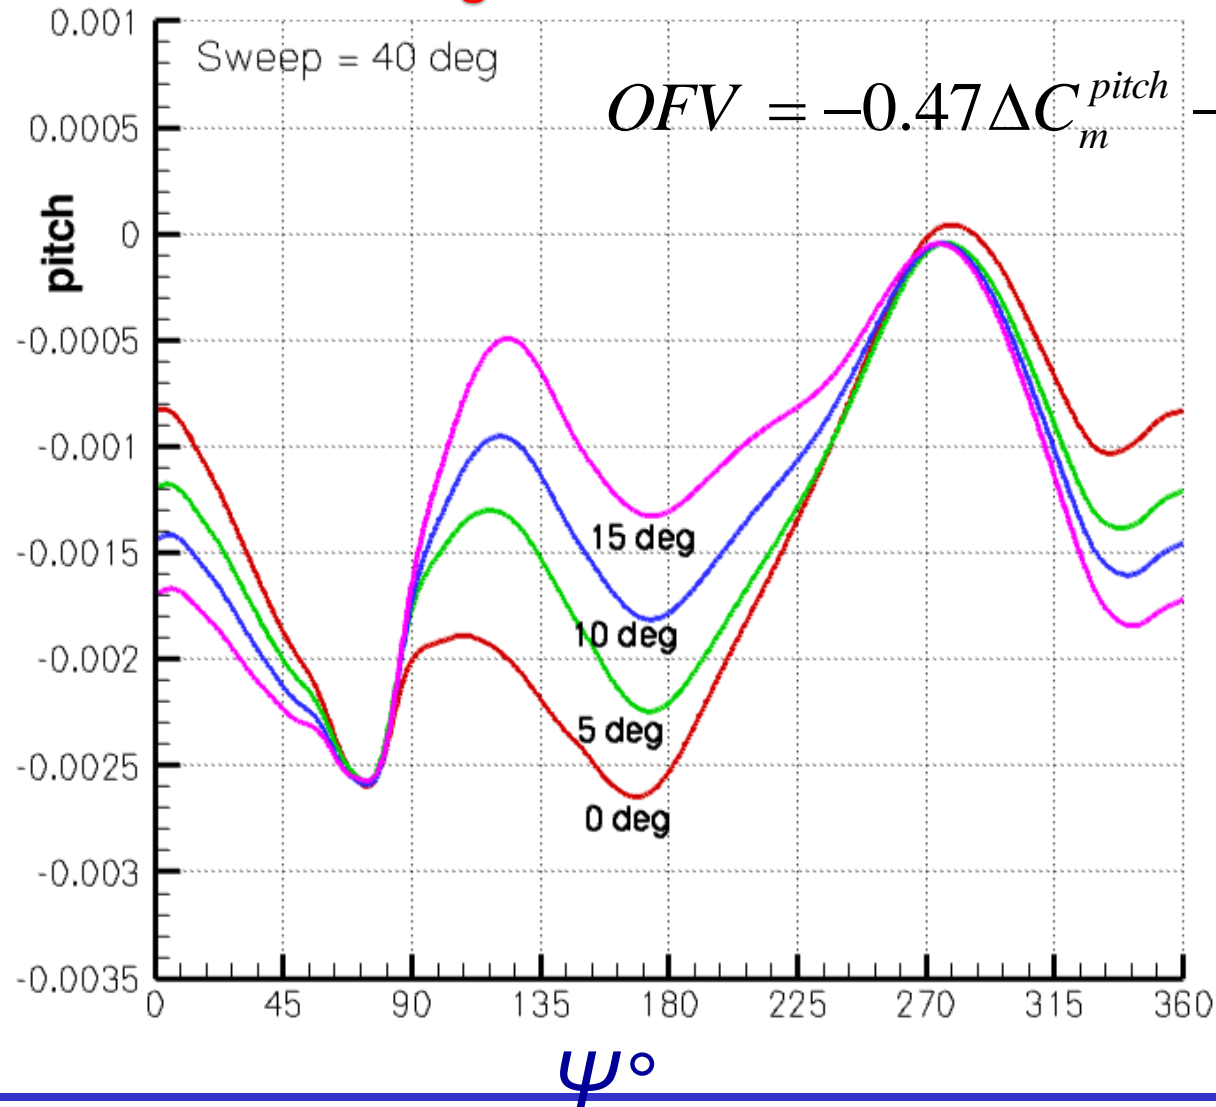 0.001
Sweep = 40 deg
OFV = −0.47ΔC_m^pitch −
0.0005
pitch
0
-0.0005
-0.001
-0.0015
15 deg
10 deg
-0.002
5 deg
-0.0025
0 deg
-0.003
-0.0035
0 45 90 135 180 225 270 315 360
Ψ°